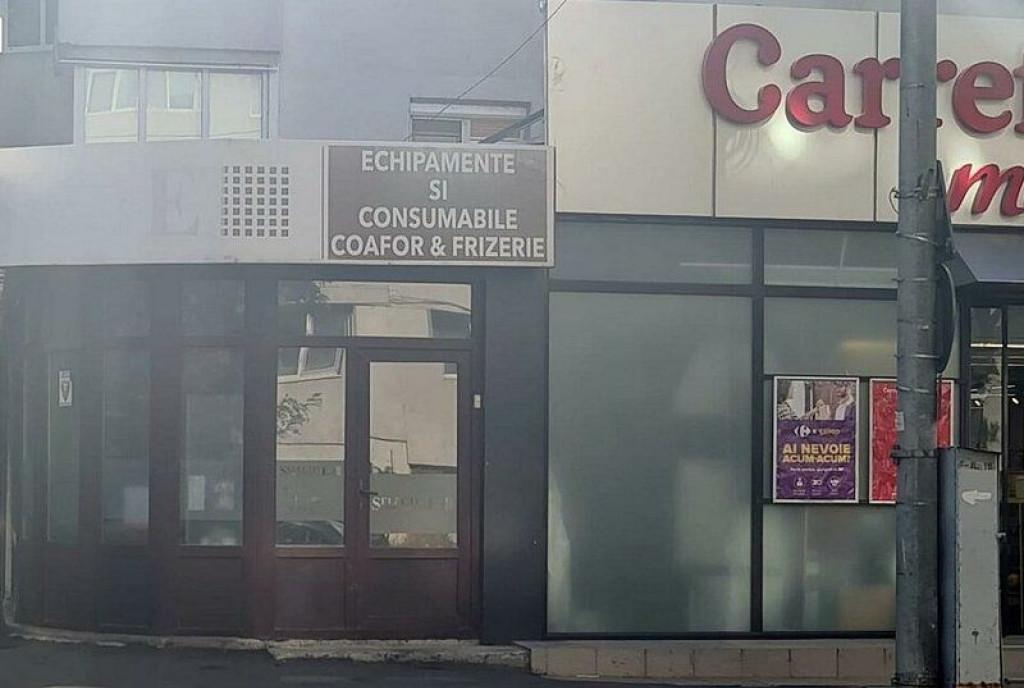 E
ECHIPAMENTE
SI
CONSUMABILE
COAFOR & FRIZERIE
Carref
m
AI NEVOIE
ACUM-ACUM?